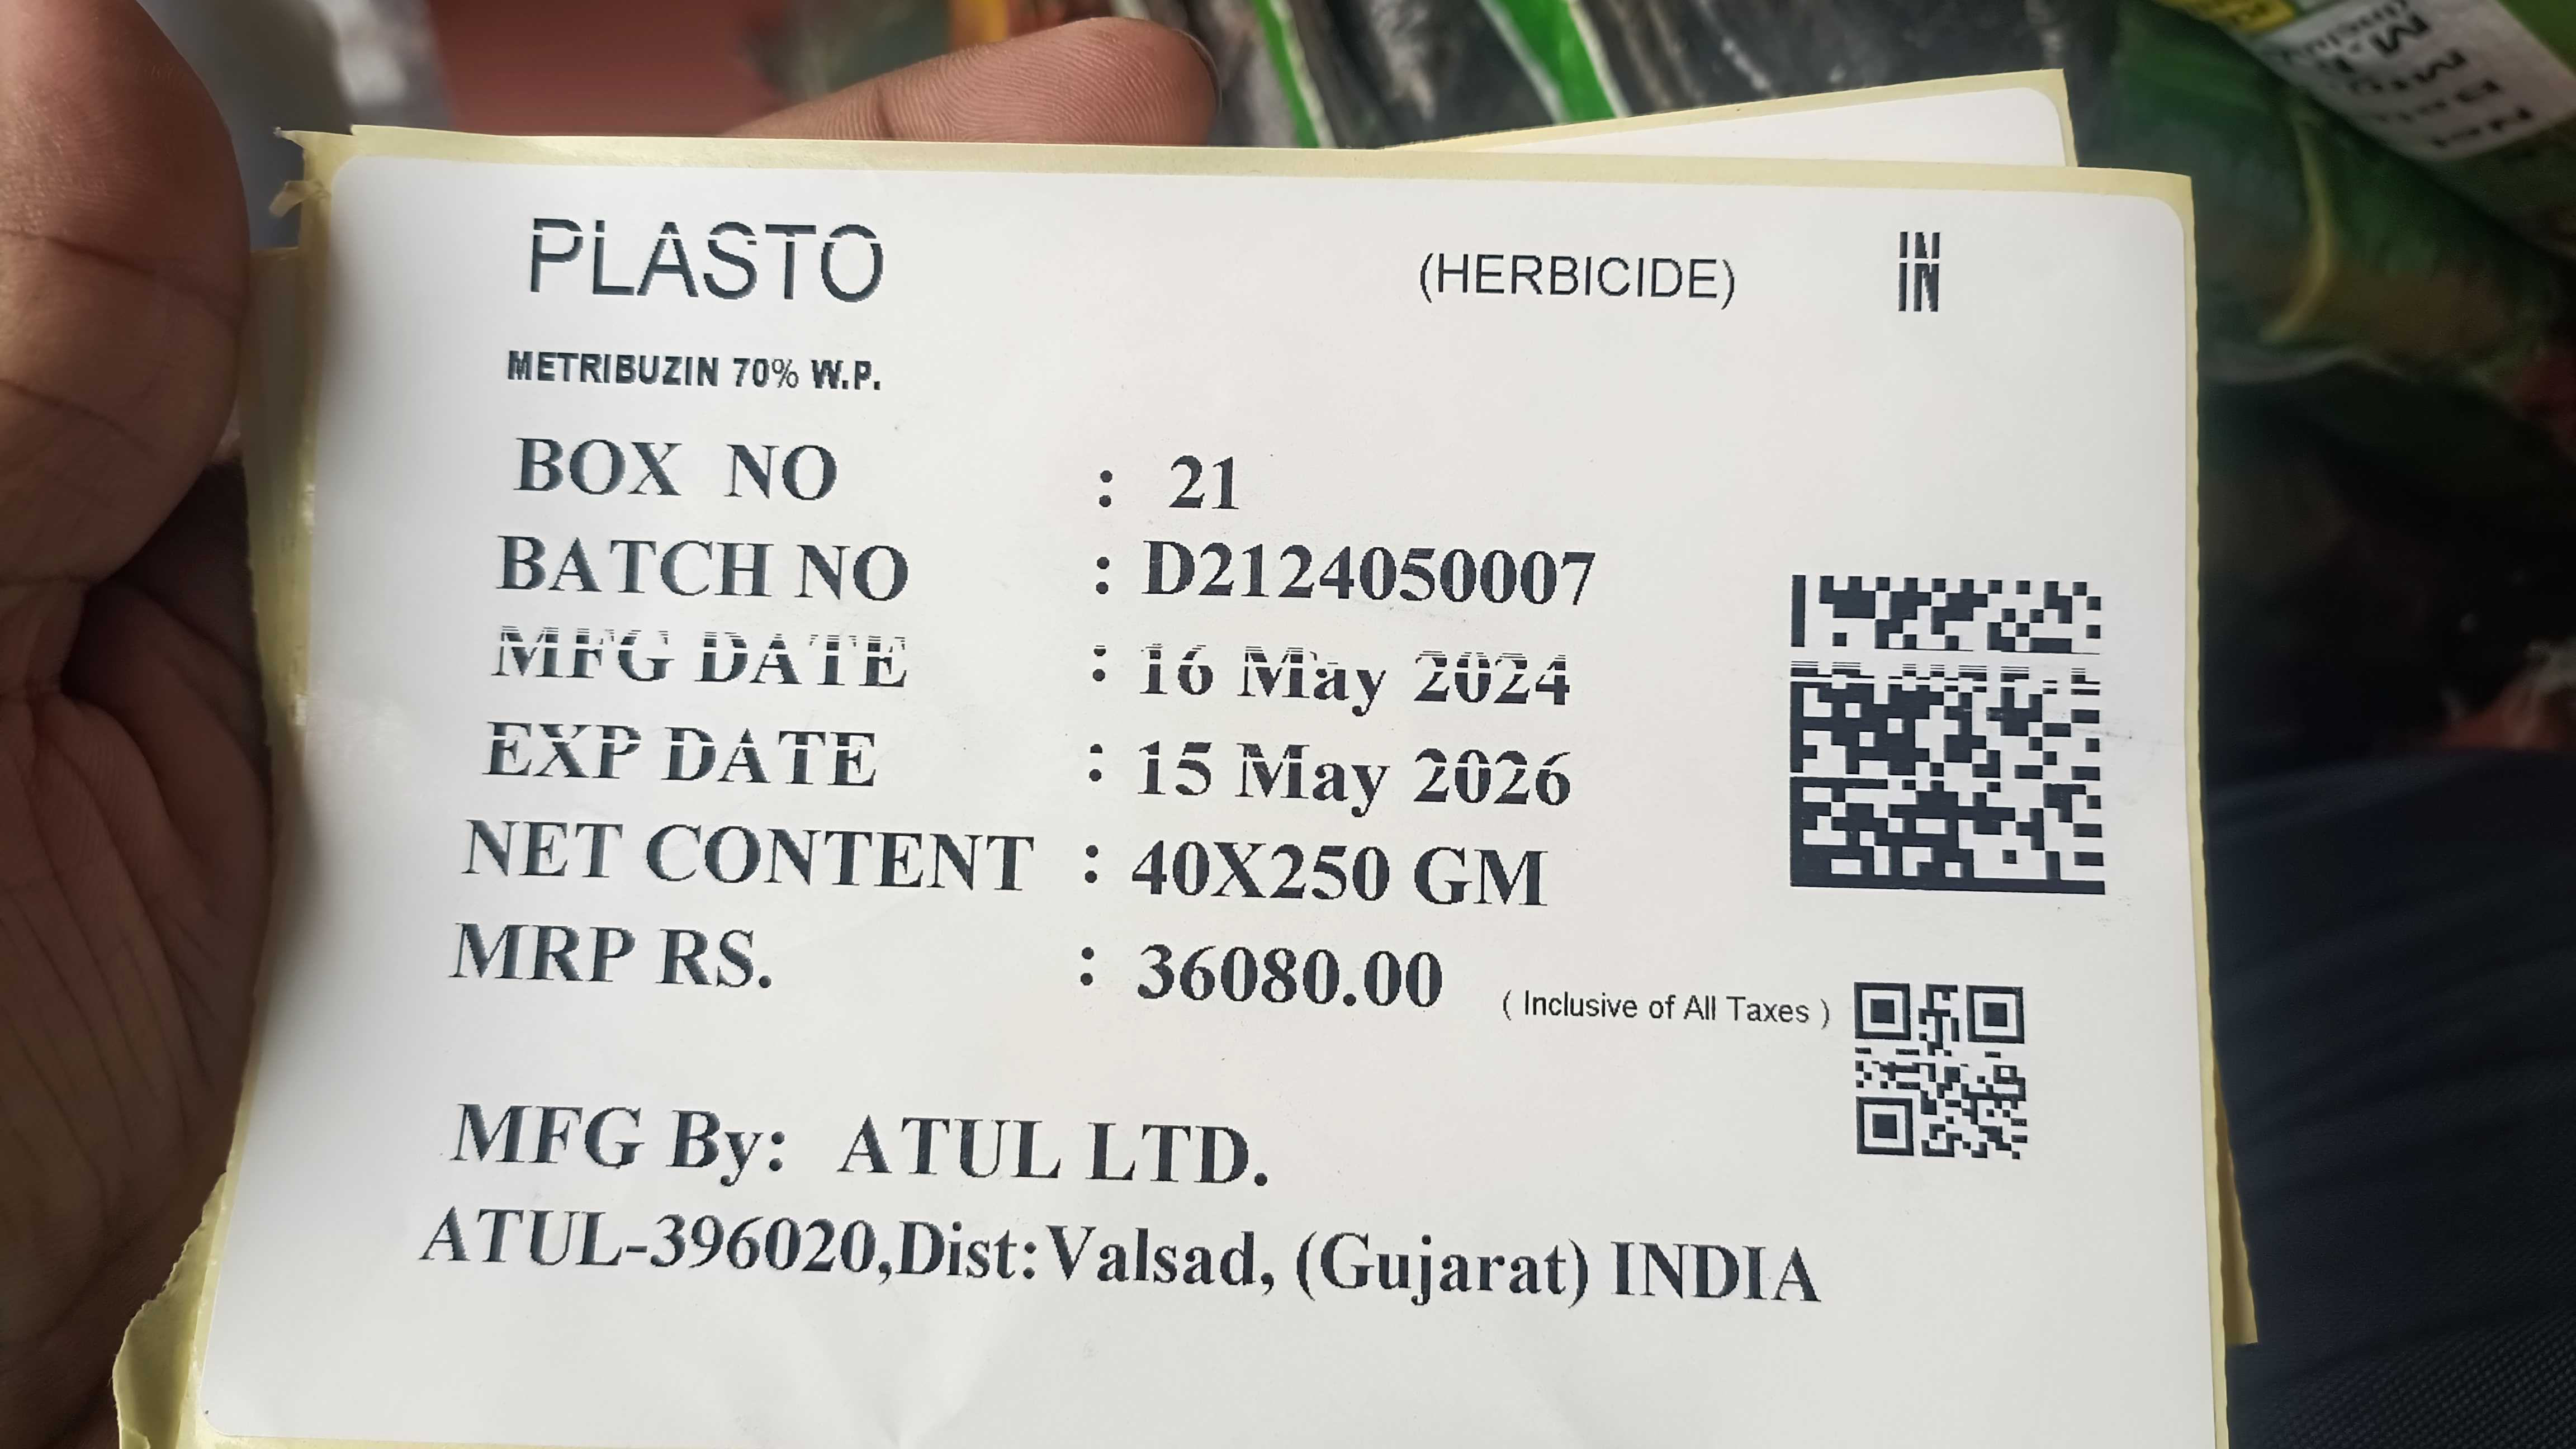 PLASTO (HERBICIDE) IN
METRIBUZIN 70% W.P.
BOX NO : 21
BATCH NO : D2124050007
MFG DATE : 16 May 2024
EXP DATE : 15 May 2026
NET CONTENT : 40X250 GM
MRP RS. : 36080.00 ( Inclusive of All Taxes )
MFG By: ATUL LTD.
ATUL-396020,Dist:Valsad, (Gujarat) INDIA